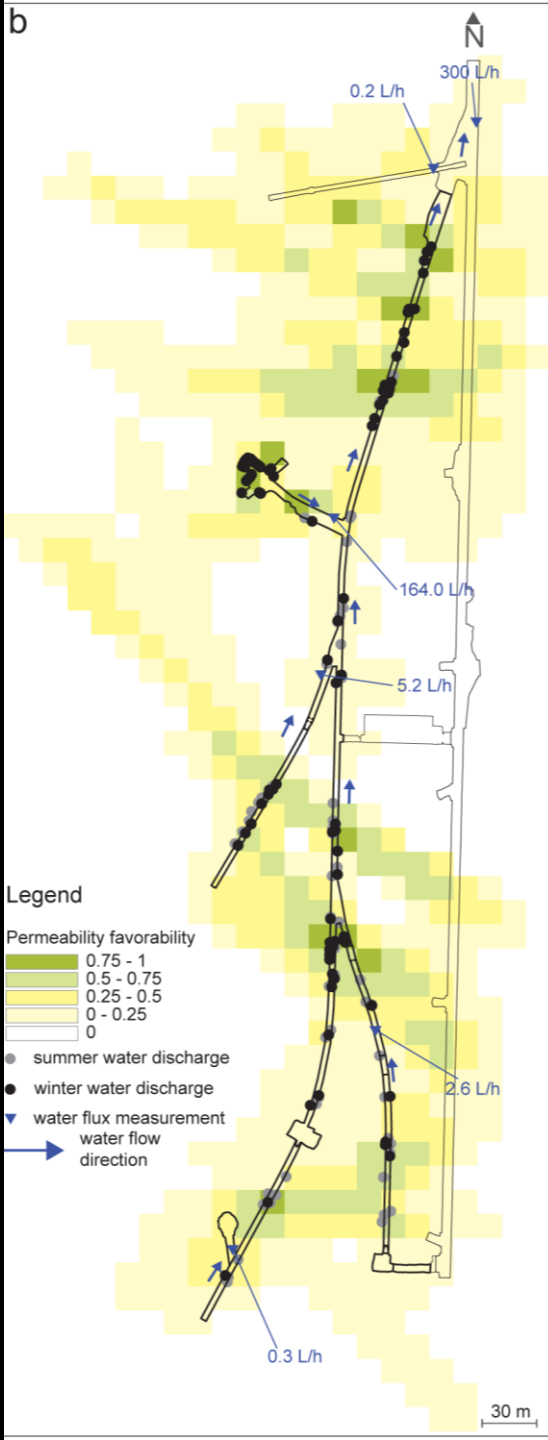 b
N
300 L/h
0.2 L/h
164.0 L/h
5.2 L/h
Legend
Permeability favorability
0.75 - 1
0.5 - 0.75
0.25 - 0.5
0 - 0.25
0
summer water discharge
winter water discharge
water flux measurement
water flow
direction
2.6 L/h
0.3 L/h
30 m